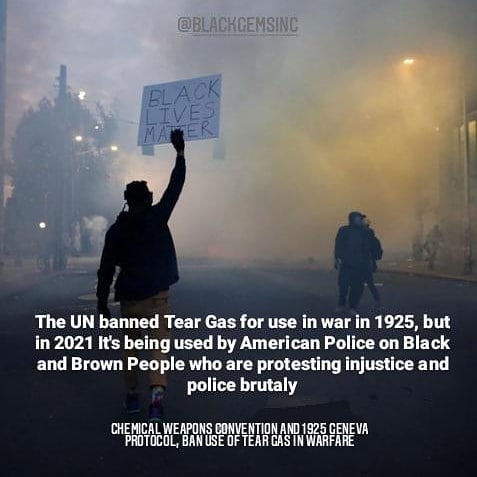 @BLACKGEMSINC
BLACK
LIVES
MATTER
The UN banned Tear Gas for use in war in 1925, but
in 2021 It's being used by American Police on Black
and Brown People who are protesting injustice and
police brutaly
CHEMICAL WEAPONS CONVENTION AND 1925 GENEVA
PROTOCOL, BAN USE OF TEAR GAS IN WARFARE